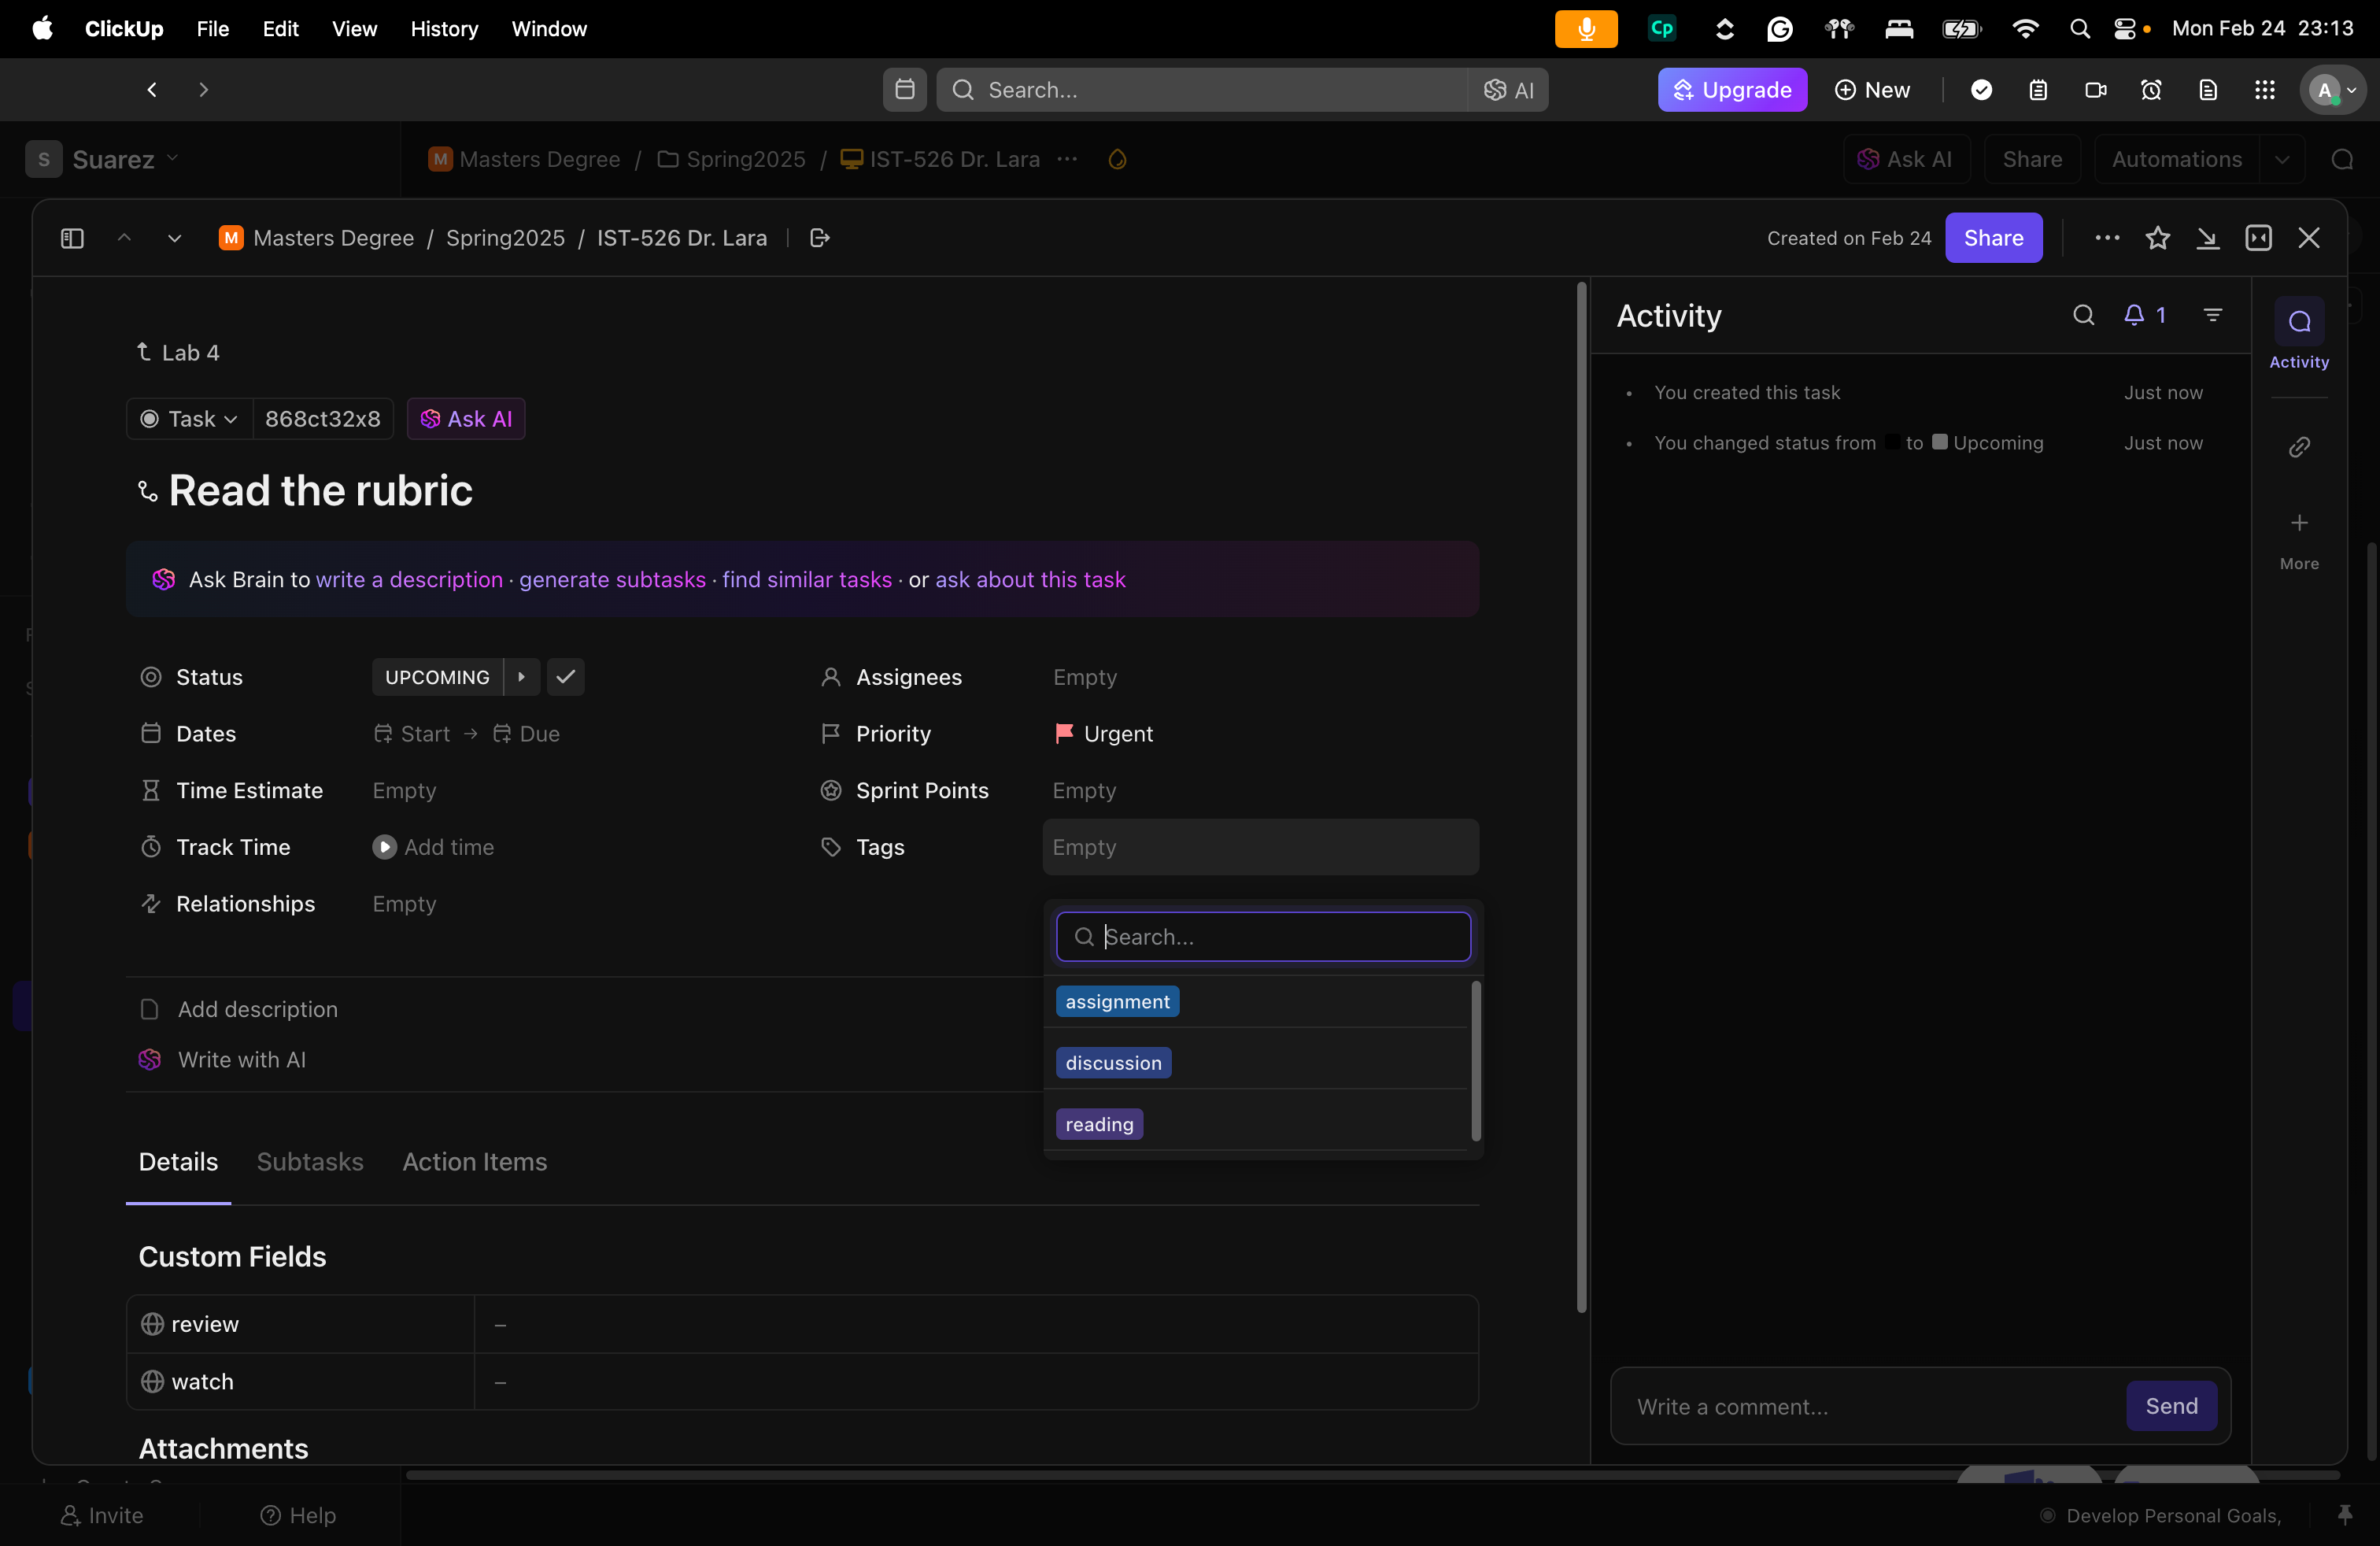 ClickUp File Edit View History Window Cp Mon Feb 24 23:13
Search... AI Upgrade New A
S Suarez M Masters Degree / Spring2025 / IST-526 Dr. Lara ... Ask AI Share Automations
M Masters Degree / Spring2025 / IST-526 Dr. Lara Created on Feb 24 Share
Activity 1
Activity
Lab 4
You created this task Just now
Task 868ct32x8 Ask AI
You changed status from to Upcoming Just now
Read the rubric
More
Ask Brain to write a description · generate subtasks · find similar tasks · or ask about this task
Status UPCOMING Assignees Empty
Dates Start → Due Priority Urgent
Time Estimate Empty Sprint Points Empty
Track Time Add time Tags Empty
Relationships Empty
Search...
assignment
Add description
Write with AI
discussion
reading
Details Subtasks Action Items
Custom Fields
review –
watch –
Write a comment... Send
Attachments
Invite Help Develop Personal Goals,